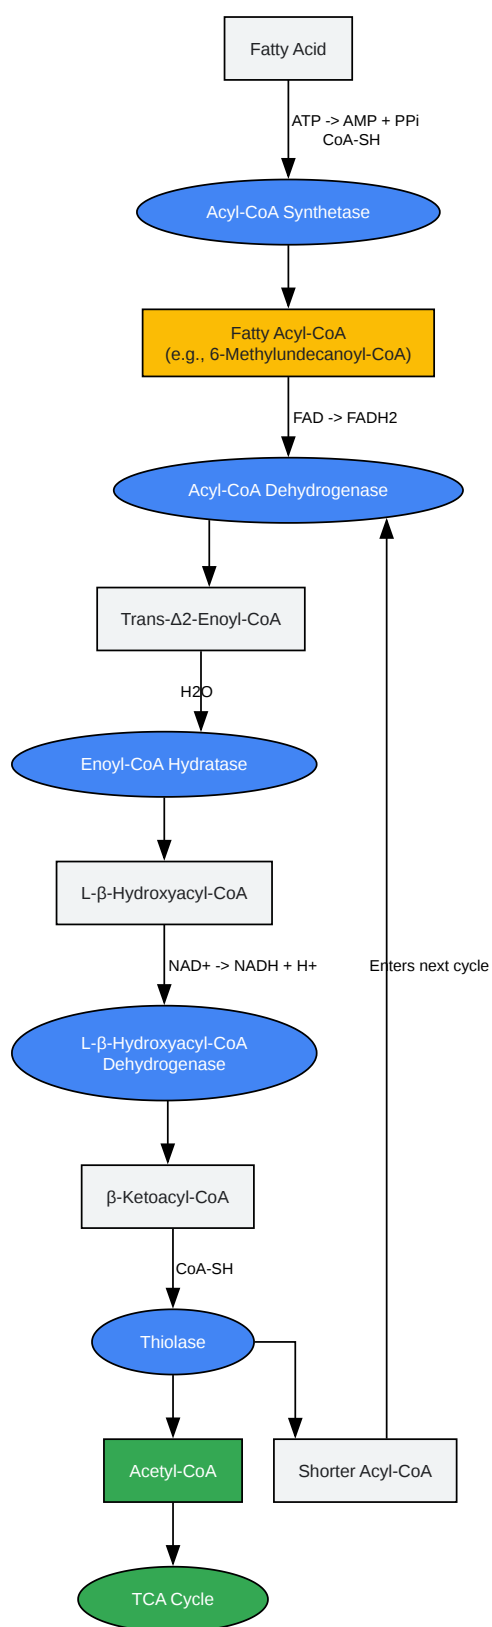 Fatty Acid
ATP -> AMP + PPi
CoA-SH
Acyl-CoA Synthetase
Fatty Acyl-CoA
(e.g., 6-Methylundecanoyl-CoA)
FAD -> FADH2
Acyl-CoA Dehydrogenase
Trans-Δ2-Enoyl-CoA
H2O
Enoyl-CoA Hydratase
L-β-Hydroxyacyl-CoA
NAD+ -> NADH + H+
Enters next cycle
L-β-Hydroxyacyl-CoA
Dehydrogenase
β-Ketoacyl-CoA
CoA-SH
Thiolase
Acetyl-CoA
Shorter Acyl-CoA
TCA Cycle